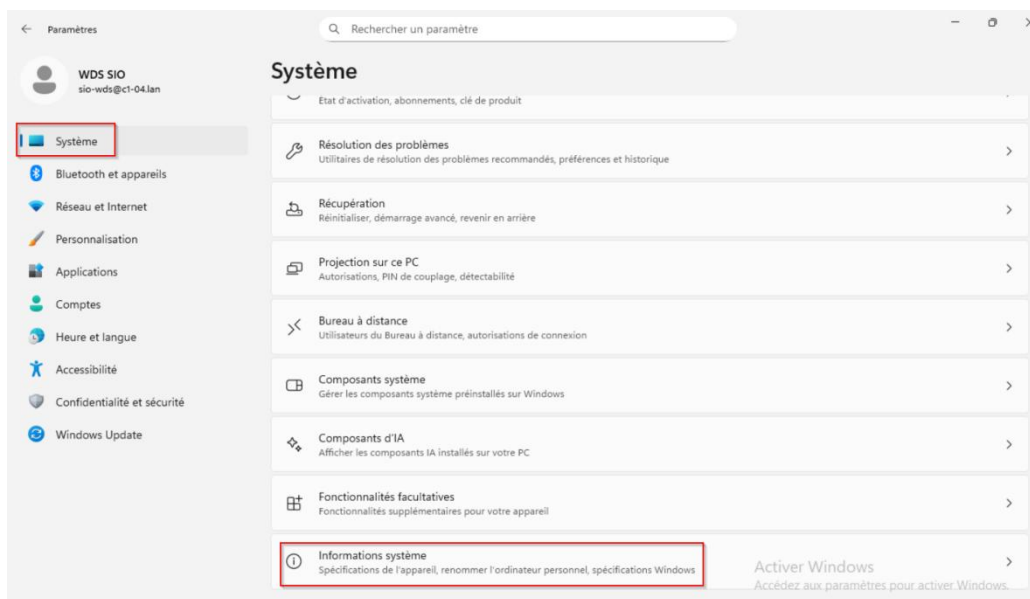 Paramètres
Rechercher un paramètre
WDS SIO
sio-wds@c1-04.lan
Système
Bluetooth et appareils
Réseau et Internet
Personnalisation
Applications
Comptes
Heure et langue
Accessibilité
Confidentialité et sécurité
Windows Update
Système
État d'activation, abonnements, clé de produit
Résolution des problèmes
Utilitaires de résolution des problèmes recommandés, préférences et historique
Récupération
Réinitialiser, démarrage avancé, revenir en arrière
Projection sur ce PC
Autorisations, PIN de couplage, détectabilité
Bureau à distance
Utilisateurs du Bureau à distance, autorisations de connexion
Composants système
Gérer les composants système préinstallés sur Windows
Composants d'IA
Afficher les composants IA installés sur votre PC
Fonctionnalités facultatives
Fonctionnalités supplémentaires pour votre appareil
Informations système
Spécifications de l'appareil, renommer l'ordinateur personnel, spécifications Windows
Activer Windows
Accédez aux paramètres pour activer Windows.